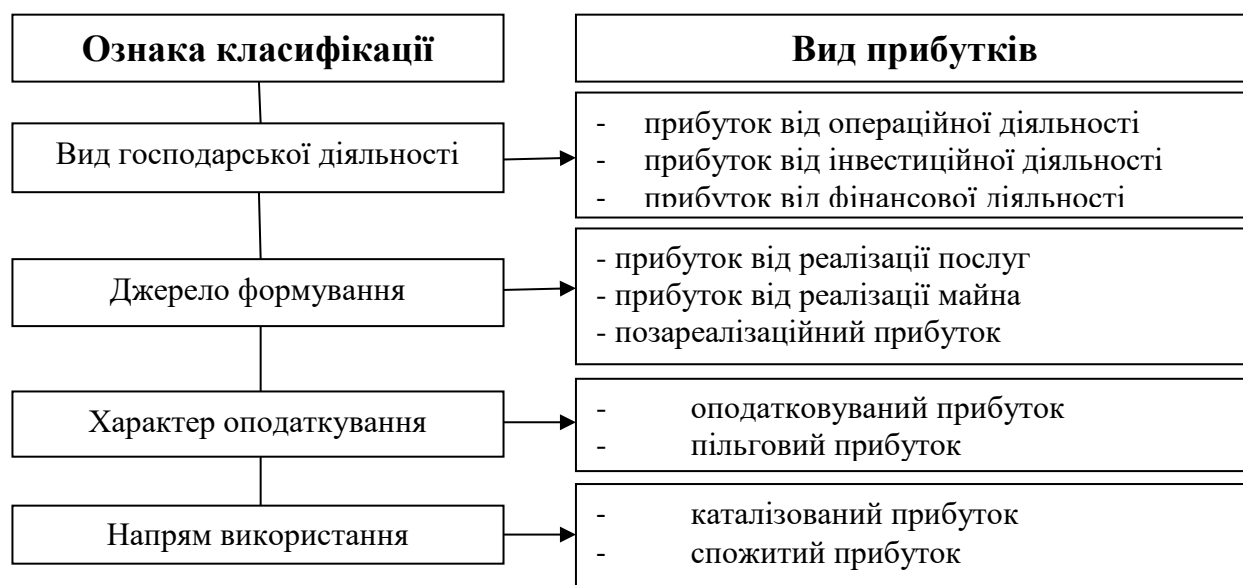 Ознака класифікації
Вид прибутків
Вид господарської діяльності
- прибуток від операційної діяльності
- прибуток від інвестиційної діяльності
- прибуток від фінансової діяльності
Джерело формування
- прибуток від реалізації послуг
- прибуток від реалізації майна
- позареалізаційний прибуток
Характер оподаткування
- оподатковуваний прибуток
- пільговий прибуток
Напрям використання
- каталізований прибуток
- спожитий прибуток